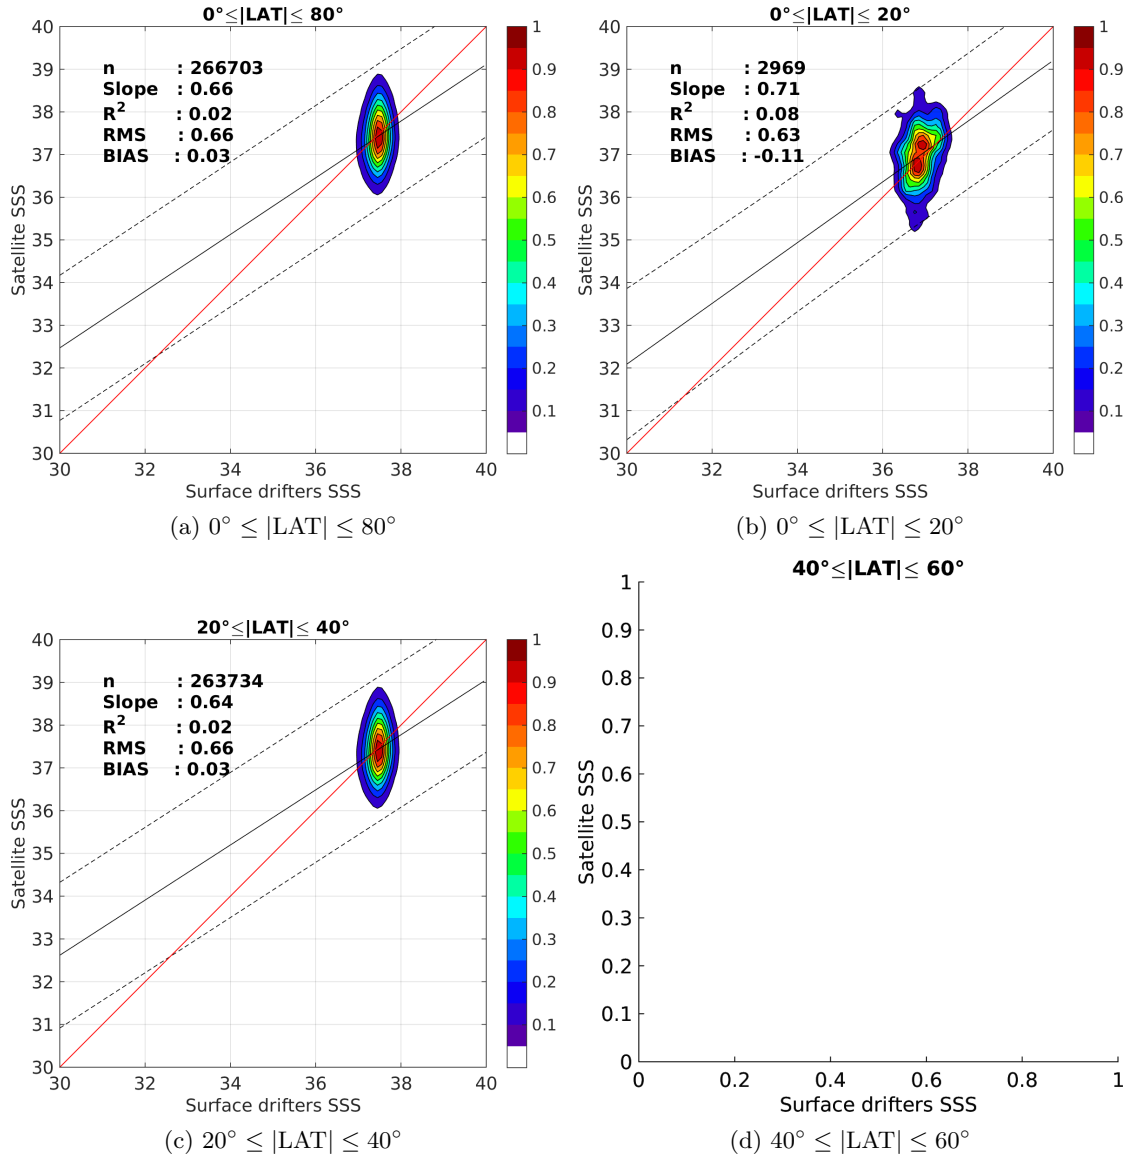 0°≤|LAT|≤ 80°
n : 266703
Slope : 0.66
R² : 0.02
RMS : 0.66
BIAS : 0.03
Satellite SSS
40
39
38
37
36
35
34
33
32
31
30
30 32 34 36 38 40
Surface drifters SSS
1
0.9
0.8
0.7
0.6
0.5
0.4
0.3
0.2
0.1
(a) 0° ≤ |LAT| ≤ 80°
0°≤|LAT|≤ 20°
n : 2969
Slope : 0.71
R² : 0.08
RMS : 0.63
BIAS : -0.11
Satellite SSS
40
39
38
37
36
35
34
33
32
31
30
30 32 34 36 38 40
Surface drifters SSS
1
0.9
0.8
0.7
0.6
0.5
0.4
0.3
0.2
0.1
(b) 0° ≤ |LAT| ≤ 20°
20°≤|LAT|≤ 40°
n : 263734
Slope : 0.64
R² : 0.02
RMS : 0.66
BIAS : 0.03
Satellite SSS
40
39
38
37
36
35
34
33
32
31
30
30 32 34 36 38 40
Surface drifters SSS
1
0.9
0.8
0.7
0.6
0.5
0.4
0.3
0.2
0.1
(c) 20° ≤ |LAT| ≤ 40°
40°≤|LAT|≤ 60°
Satellite SSS
1
0.9
0.8
0.7
0.6
0.5
0.4
0.3
0.2
0.1
0
0 0.2 0.4 0.6 0.8 1
Surface drifters SSS
(d) 40° ≤ |LAT| ≤ 60°